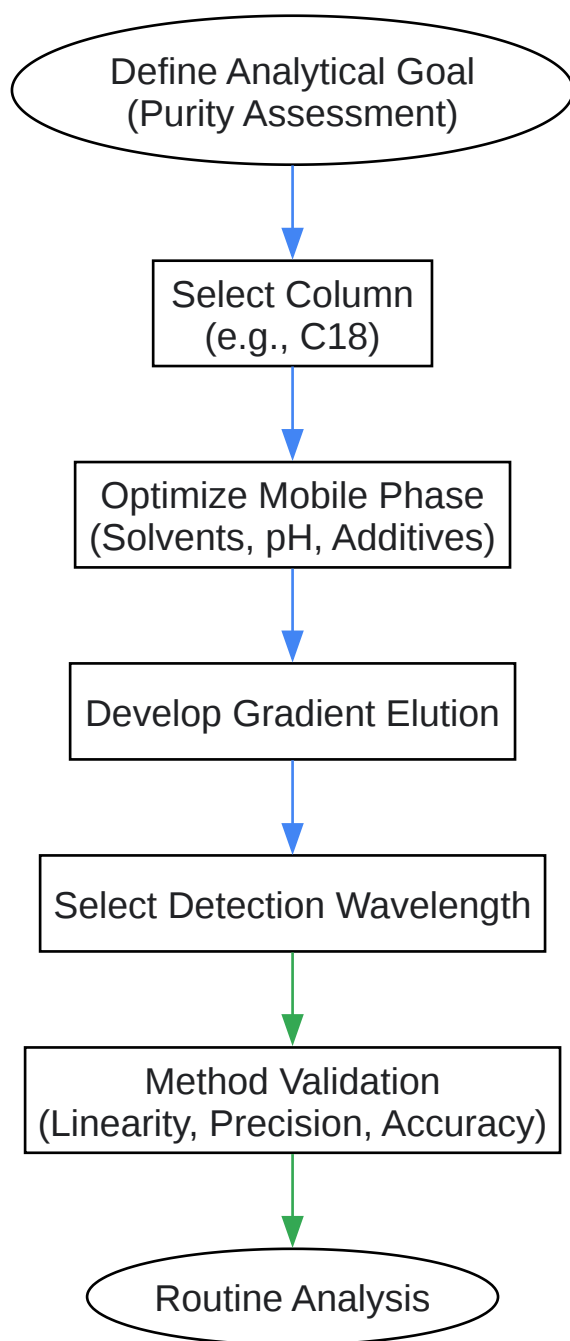 Define Analytical Goal
(Purity Assessment)
Select Column
(e.g., C18)
Optimize Mobile Phase
(Solvents, pH, Additives)
Develop Gradient Elution
Select Detection Wavelength
Method Validation
(Linearity, Precision, Accuracy)
Routine Analysis